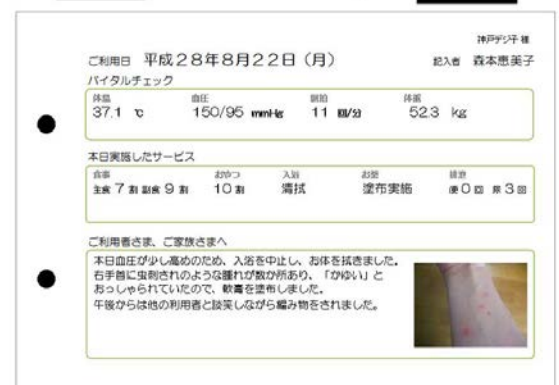 神戸デジ子 様
ご利用日 平成28年8月22日（月） 記入者 森本恵美子
バイタルチェック
体温 血圧 脈拍 体重
37.1 ℃ 150/95 mmHg 11 回/分 52.3 kg
本日実施したサービス
食事 おやつ 入浴 お薬 排泄
主食 7 割 副食 9 割 10 割 清拭 塗布実施 便 0 回 尿 3 回
ご利用者さま、ご家族さまへ
本日血圧が少し高めのため、入浴を中止し、お体を拭きました。
右手首に虫刺されのような腫れが数か所あり、「かゆい」と
おっしゃられていたので、軟膏を塗布しました。
午後からは他の利用者と談笑しながら編み物をされました。